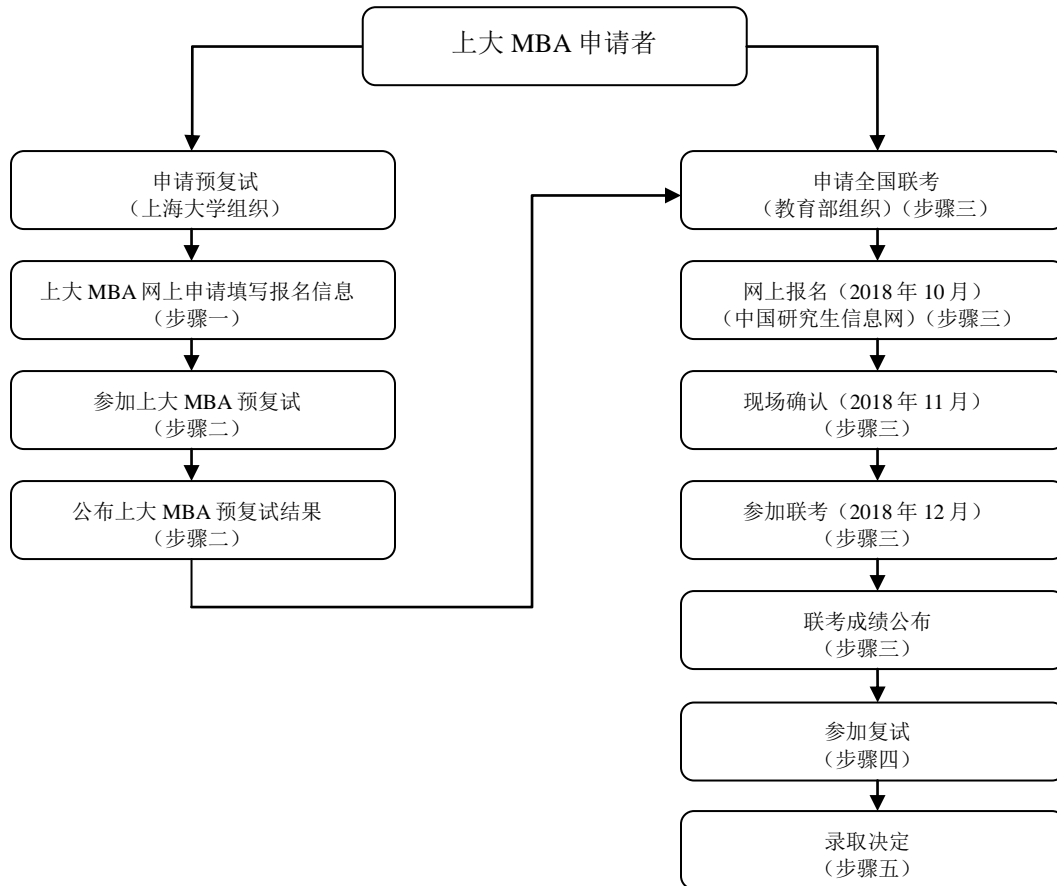 上大 MBA 申请者
申请预复试
（上海大学组织）
上大 MBA 网上申请填写报名信息
（步骤一）
参加上大 MBA 预复试
（步骤二）
公布上大 MBA 预复试结果
（步骤二）
申请全国联考
（教育部组织）（步骤三）
网上报名（2018 年 10 月）
（中国研究生信息网）（步骤三）
现场确认（2018 年 11 月）
（步骤三）
参加联考（2018 年 12 月）
（步骤三）
联考成绩公布
（步骤三）
参加复试
（步骤四）
录取决定
（步骤五）